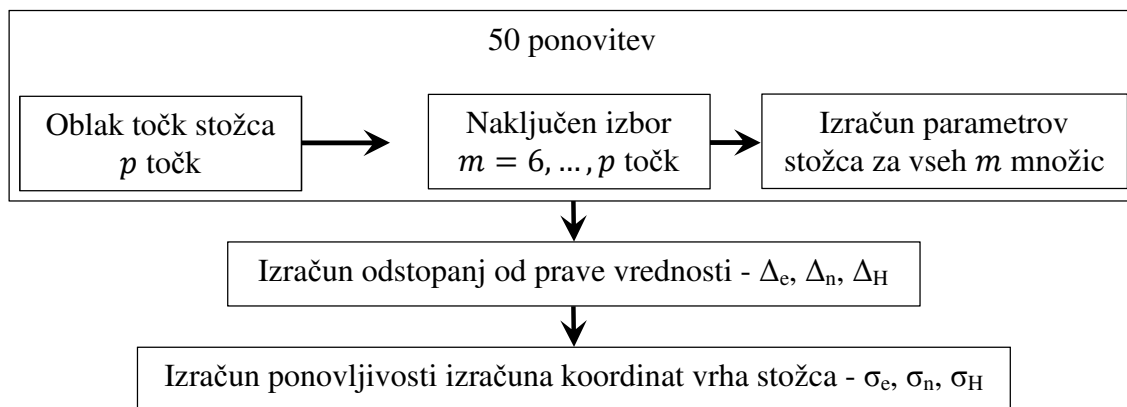 50 ponovitev
Oblak točk stožca
p točk
Naključen izbor
m = 6, … , p točk
Izračun parametrov
stožca za vseh m množic
Izračun odstopanj od prave vrednosti - Δe, Δn, ΔH
Izračun ponovljivosti izračuna koordinat vrha stožca - σe, σn, σH